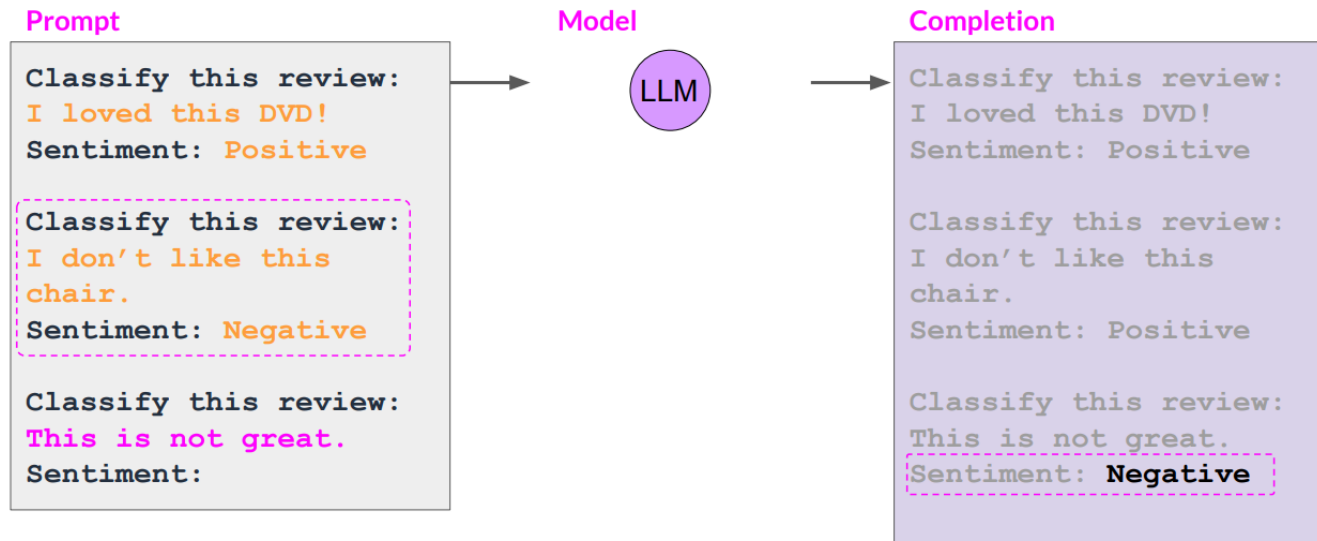 Prompt
Classify this review:
I loved this DVD!
Sentiment: Positive
Classify this review:
I don’t like this
chair.
Sentiment: Negative
Classify this review:
This is not great.
Sentiment:
Model
LLM
Completion
Classify this review:
I loved this DVD!
Sentiment: Positive
Classify this review:
I don’t like this
chair.
Sentiment: Positive
Classify this review:
This is not great.
Sentiment: Negative